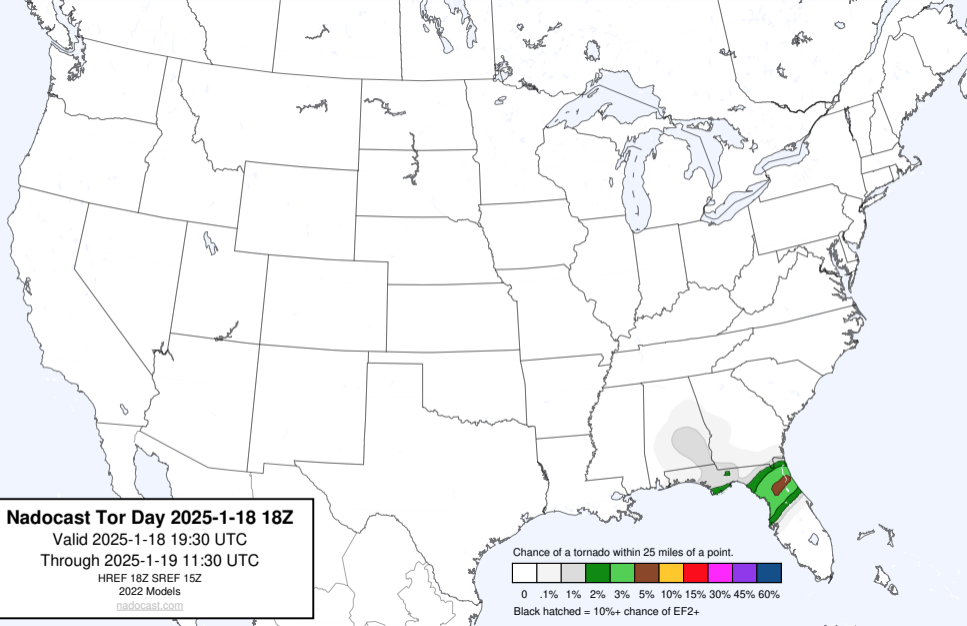 Nadocast Tor Day 2025-1-18 18Z
Valid 2025-1-18 19:30 UTC
Through 2025-1-19 11:30 UTC
HREF 18Z SREF 15Z
2022 Models
nadocast.com
Chance of a tornado within 25 miles of a point.
0 .1% 1% 2% 3% 5% 10% 15% 30% 45% 60%
Black hatched = 10%+ chance of EF2+